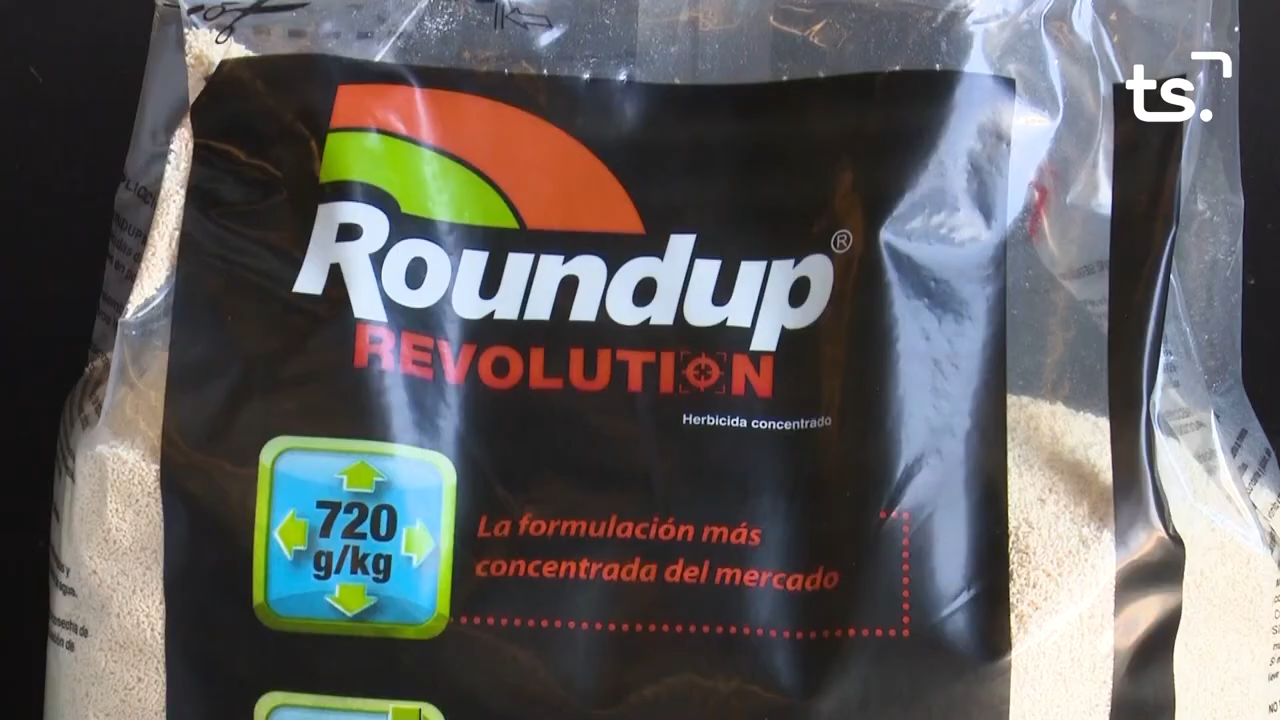 ts.
Roundup®
REVOLUTION
Herbicida concentrado
720
g/kg
La formulación más
concentrada del mercado